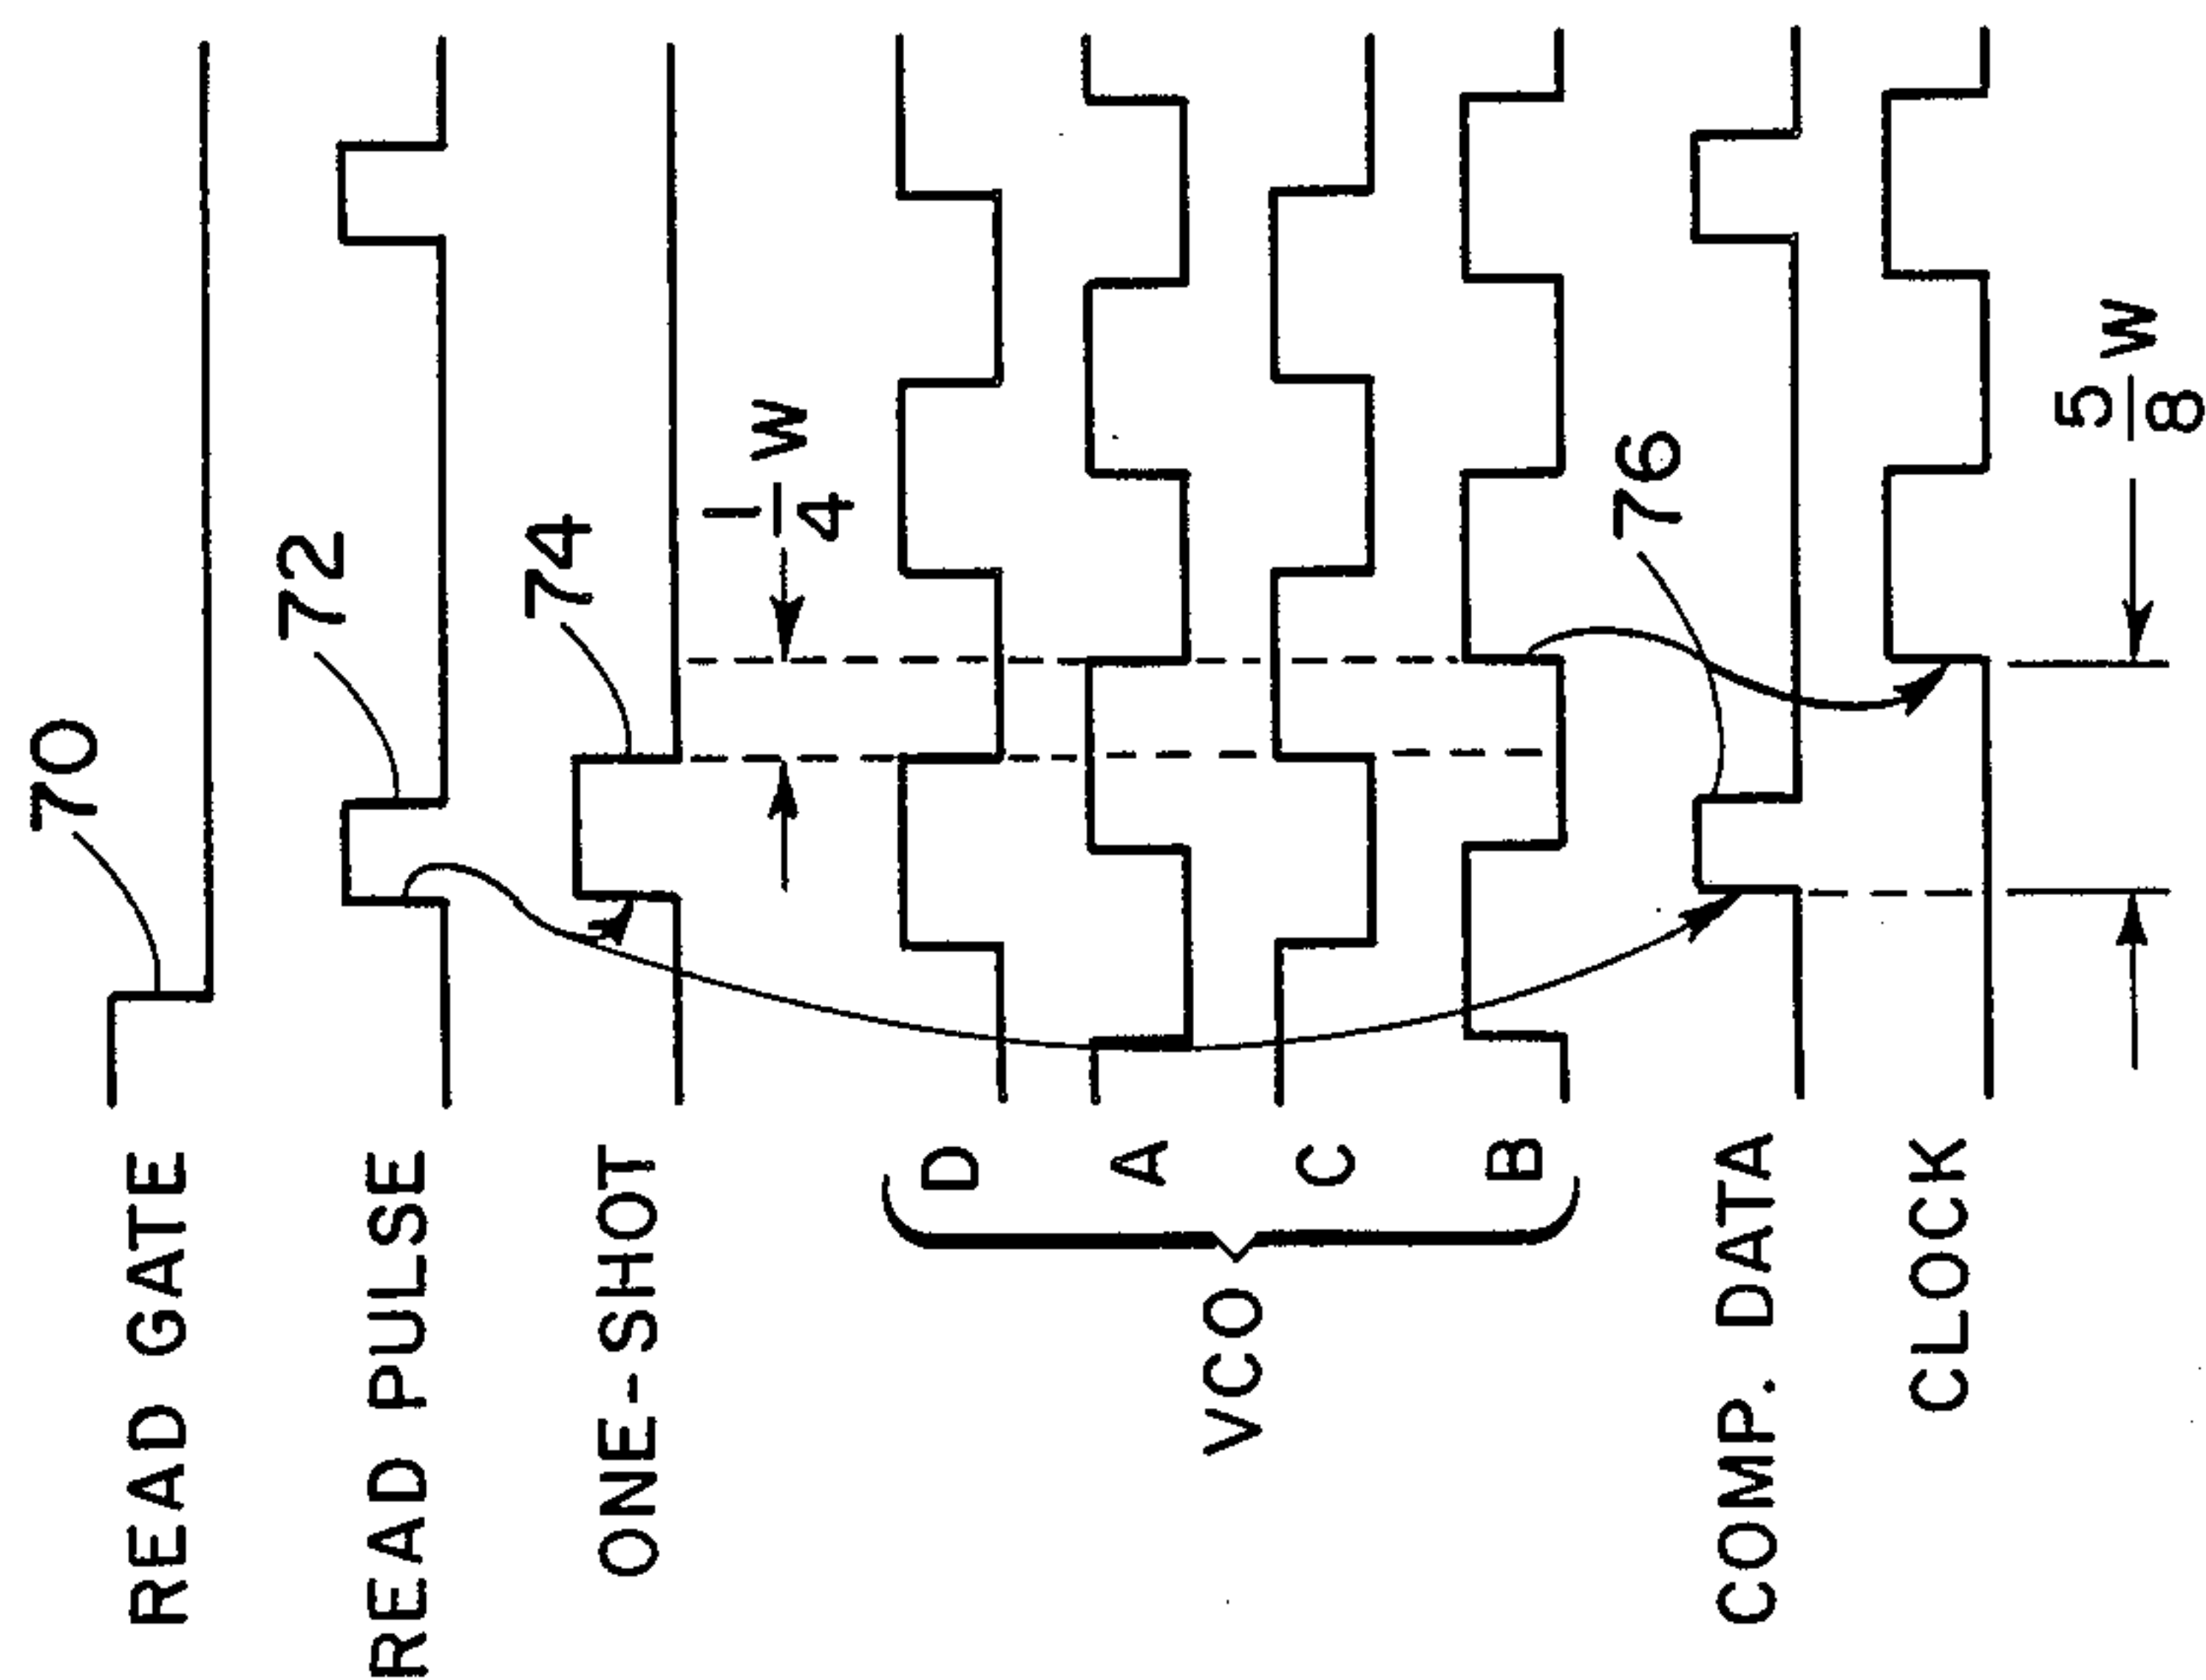 READ GATE
70
READ PULSE
72
ONE-SHOT
74
1/4 W
VCO
D
A
C
B
COMP. DATA
76
CLOCK
5/8 W